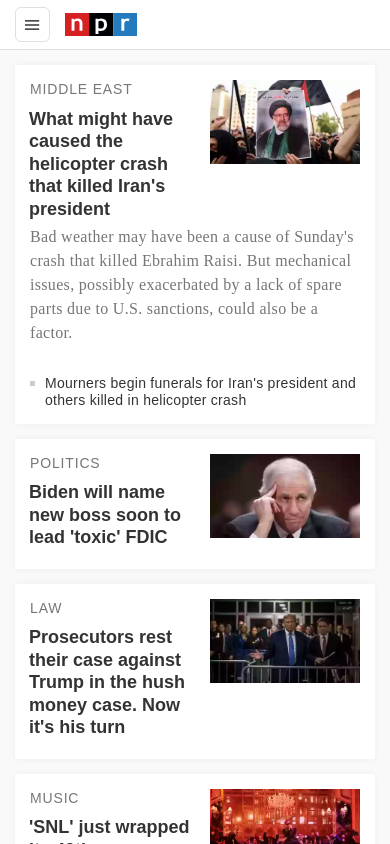 npr
MIDDLE EAST
What might have
caused the
helicopter crash
that killed Iran's
president
Bad weather may have been a cause of Sunday's
crash that killed Ebrahim Raisi. But mechanical
issues, possibly exacerbated by a lack of spare
parts due to U.S. sanctions, could also be a
factor.
Mourners begin funerals for Iran's president and
others killed in helicopter crash
POLITICS
Biden will name
new boss soon to
lead 'toxic' FDIC
LAW
Prosecutors rest
their case against
Trump in the hush
money case. Now
it's his turn
MUSIC
'SNL' just wrapped